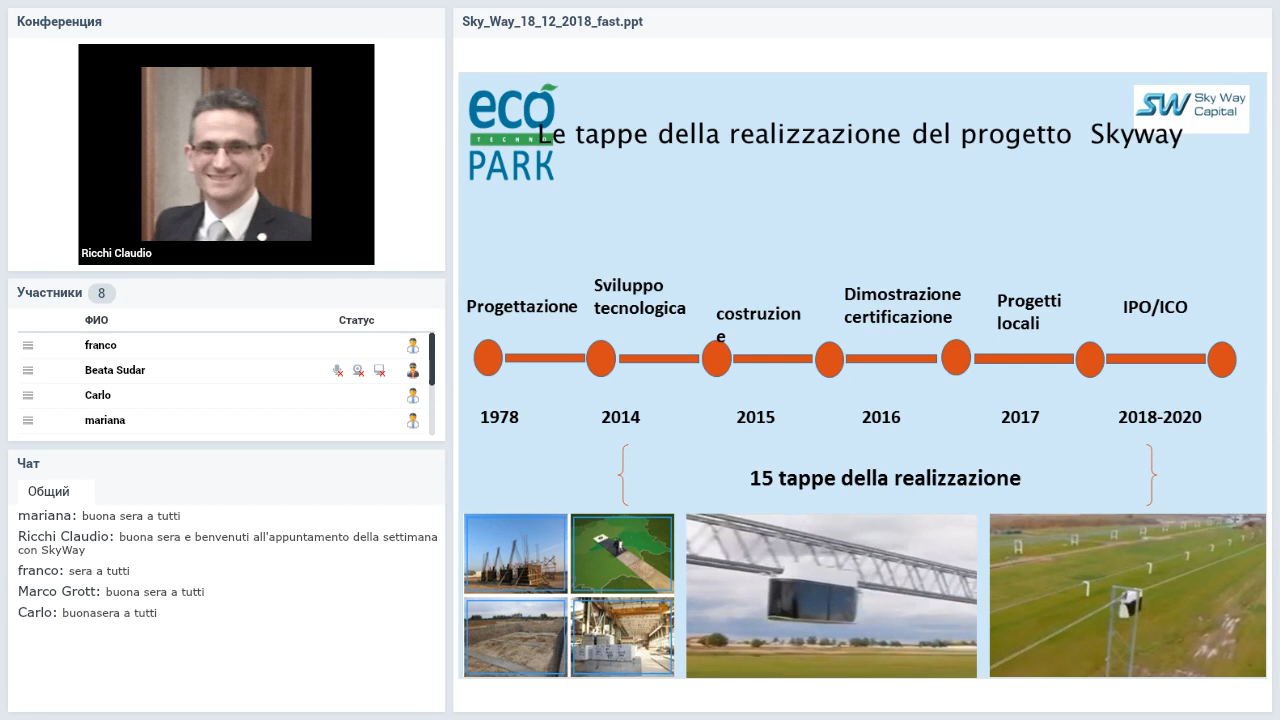 Конференция
Ricchi Claudio
Участники 8
ФИО Статус
franco
Beata Sudar
Carlo
mariana
Чат
Общий
mariana: buona sera a tutti
Ricchi Claudio: buona sera e benvenuti all'appuntamento della settimana
con SkyWay
franco: sera a tutti
Marco Grott: buona sera a tutti
Carlo: buonasera a tutti
Sky_Way_18_12_2018_fast.ppt
eco
TECHNO
PARK
SW Sky Way
Capital
Le tappe della realizzazione del progetto Skyway
Progettazione
Sviluppo
tecnologica
costruzion
e
Dimostrazione
certificazione
Progetti
locali
IPO/ICO
1978 2014 2015 2016 2017 2018-2020
15 tappe della realizzazione